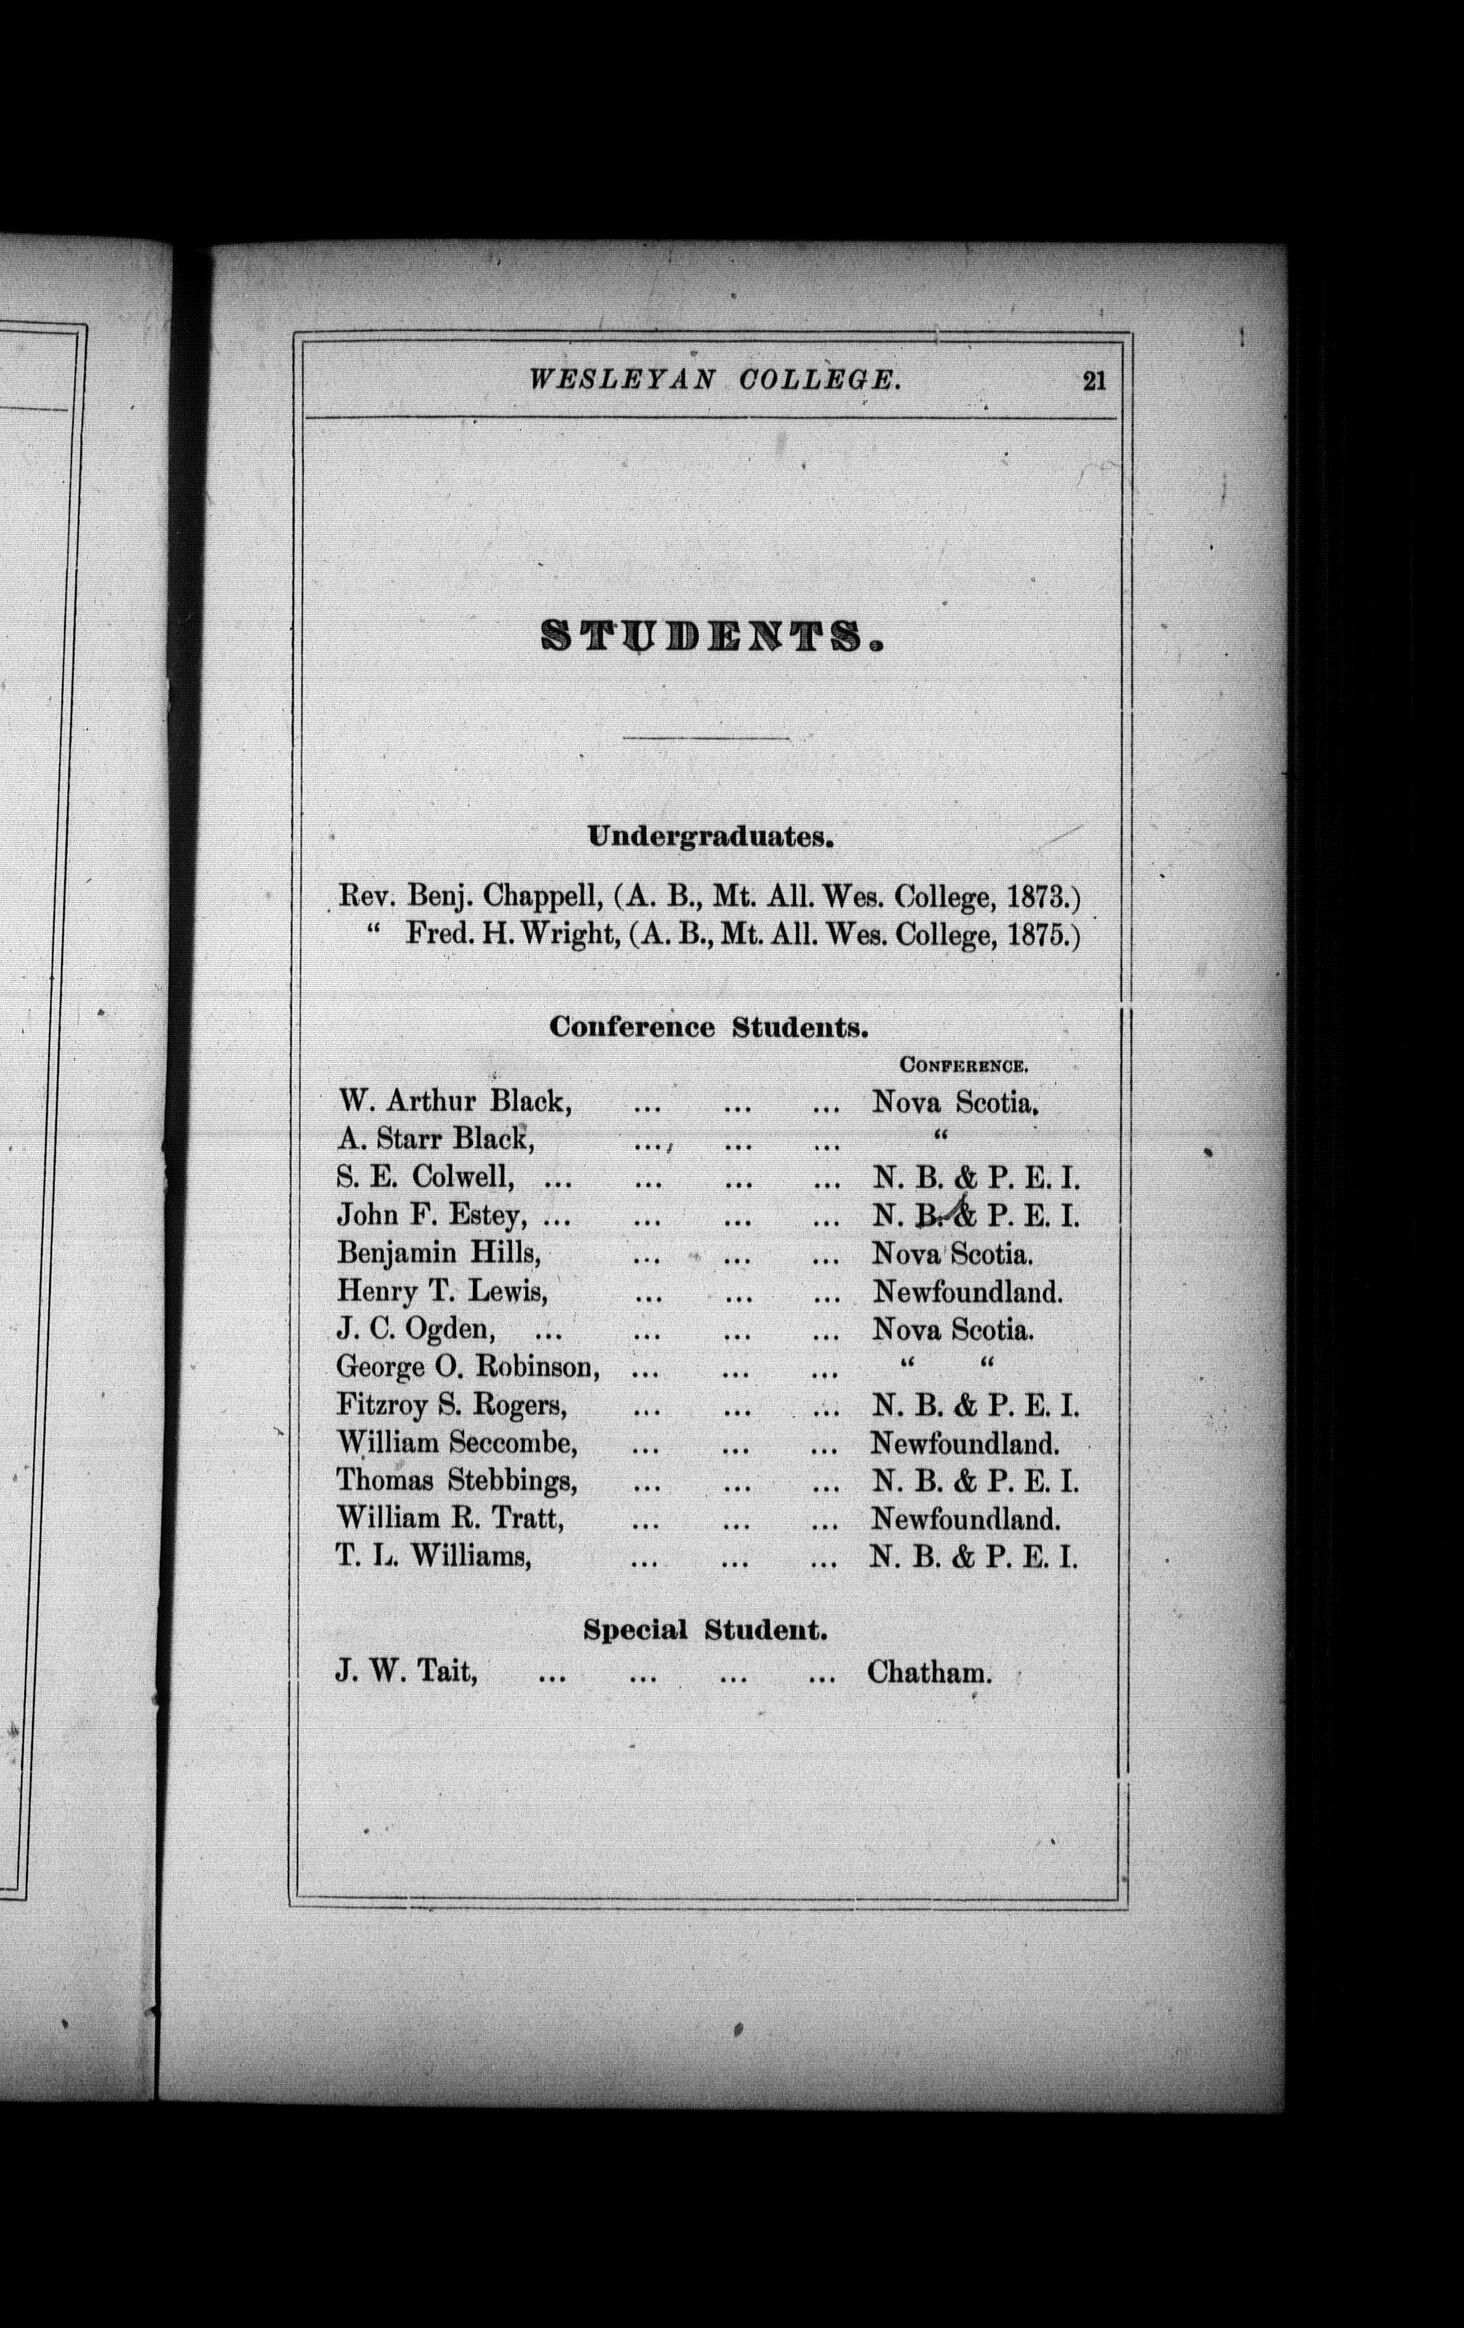 WESLEYAN COLLEGE. 21
STUDENTS.
Undergraduates.
Rev. Benj. Chappell, (A. B., Mt. All. Wes. College, 1873.)
“ Fred. H. Wright, (A. B., Mt. All. Wes. College, 1875.)
Conference Students.
CONFERENCE.
W. Arthur Black, ... ... ... Nova Scotia.
A. Starr Black, ... ... ... “
S. E. Colwell, ... ... ... ... N. B. & P. E. I.
John F. Estey, ... ... ... ... N. B. & P. E. I.
Benjamin Hills, ... ... ... Nova Scotia.
Henry T. Lewis, ... ... ... Newfoundland.
J. C. Ogden, ... ... ... ... Nova Scotia.
George O. Robinson, ... ... ... “ “
Fitzroy S. Rogers, ... ... ... N. B. & P. E. I.
William Seccombe, ... ... ... Newfoundland.
Thomas Stebbings, ... ... ... N. B. & P. E. I.
William R. Tratt, ... ... ... Newfoundland.
T. L. Williams, ... ... ... N. B. & P. E. I.
Special Student.
J. W. Tait, ... ... ... ... Chatham.